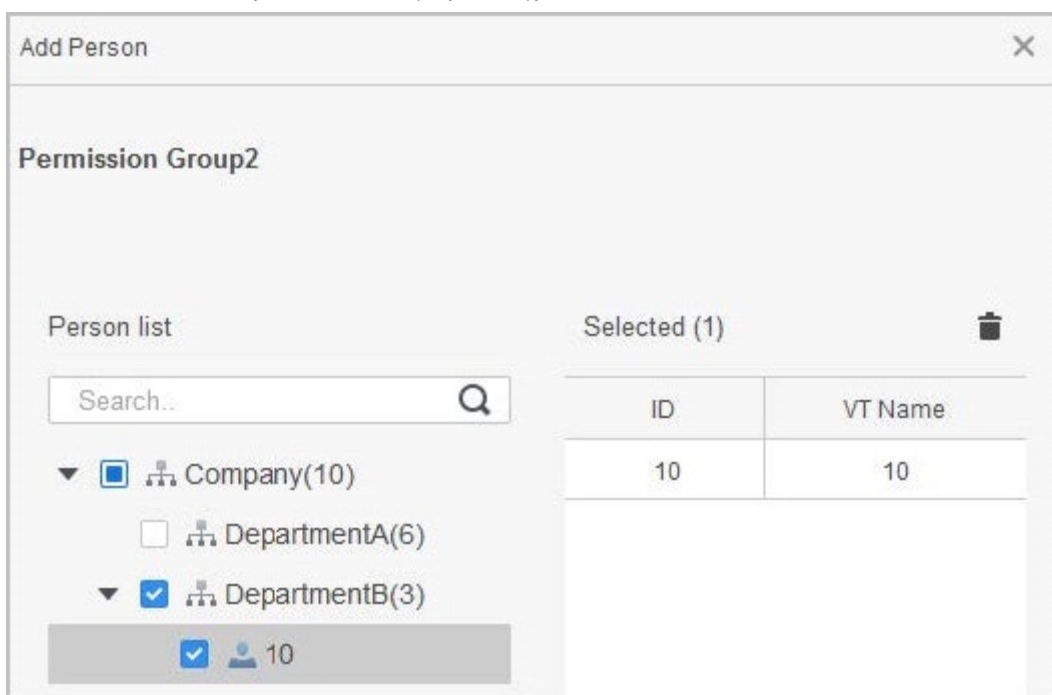 Add Person
Permission Group2
Person list
Selected (1)
Search..
ID VT Name
Company(10)
10 10
DepartmentA(6)
DepartmentB(3)
10